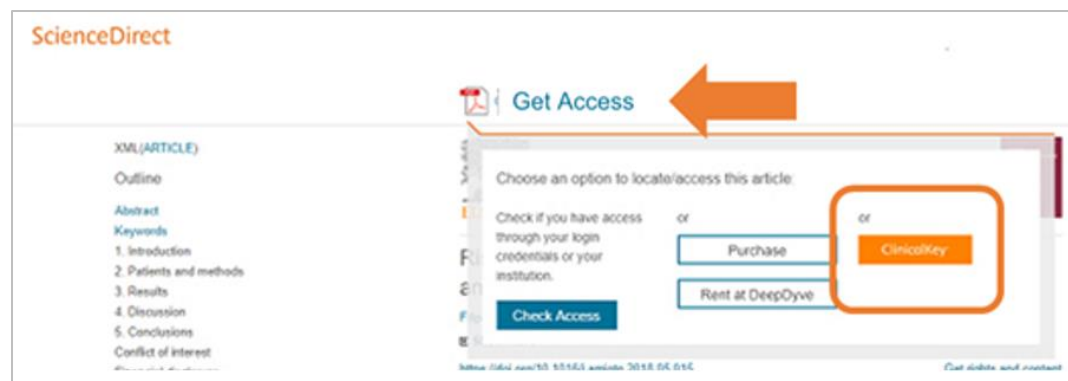 ScienceDirect
Get Access
XML(ARTICLE)
Outline
Abstract
Keywords
1. Introduction
2. Patients and methods
3. Results
4. Discussion
5. Conclusions
Conflict of interest
Choose an option to locate/access this article:
Check if you have access
through your login
credentials or your
institution.
Check Access
or
Purchase
Rent at DeepDyve
or
ClinicalKey
Get rights and content